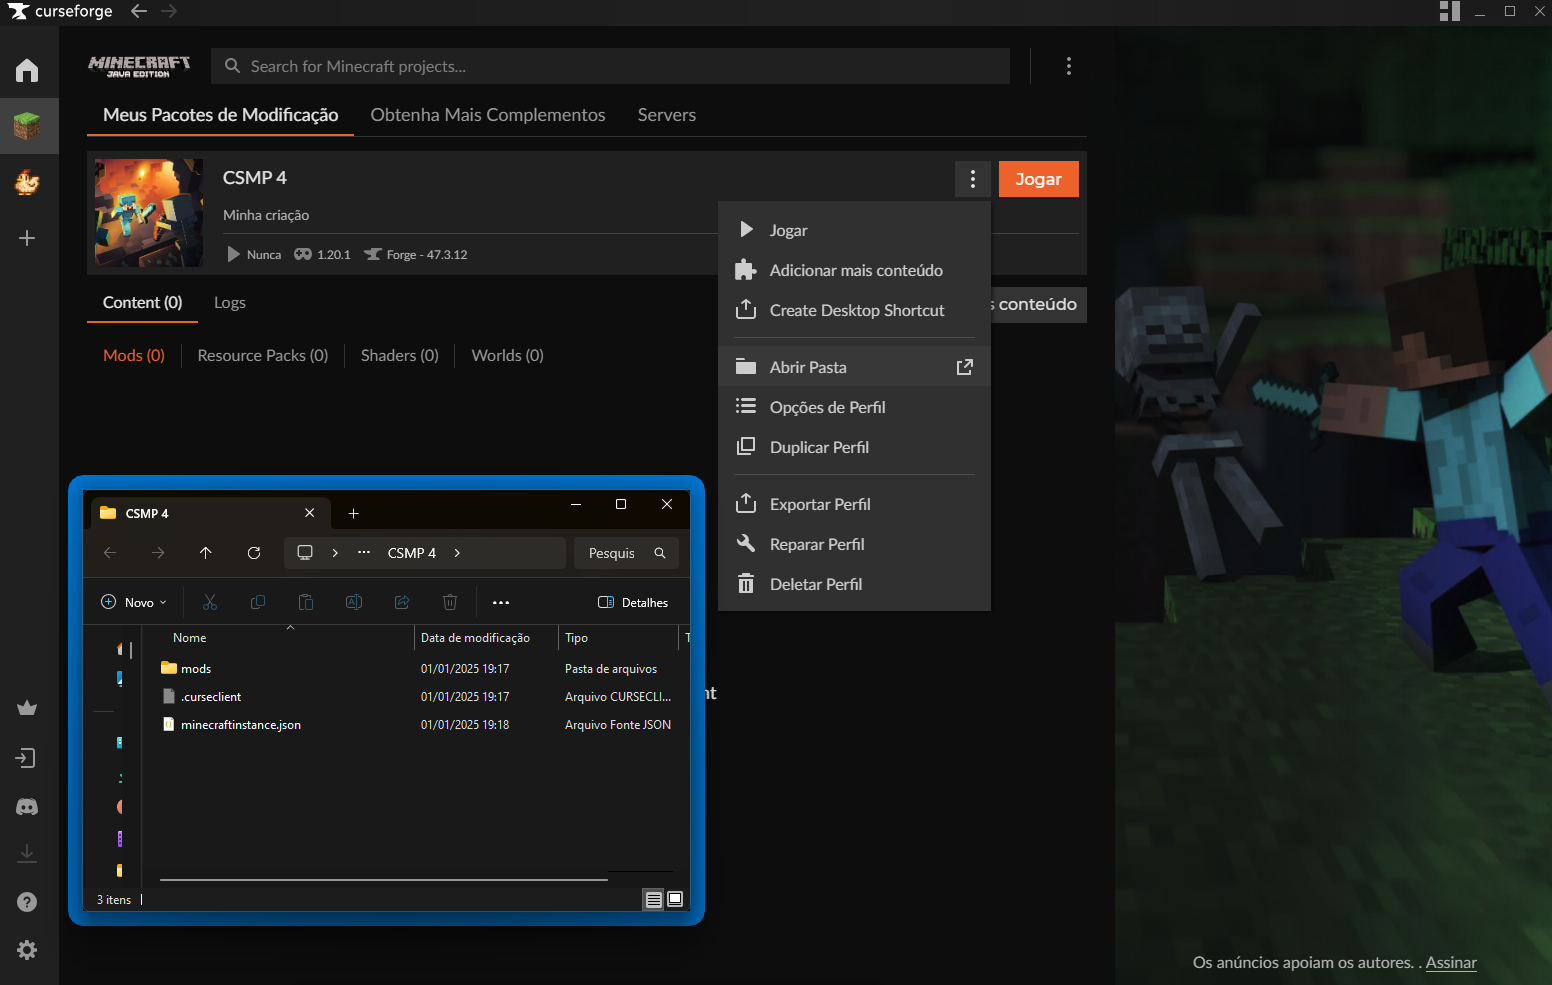 curseforge
MINECRAFT
JAVA EDITION
Search for Minecraft projects...
Meus Pacotes de Modificação
Obtenha Mais Complementos
Servers
CSMP 4
Jogar
Minha criação
Nunca
1.20.1
Forge - 47.3.12
Content (0)
Logs
s conteúdo
Mods (0)
Resource Packs (0)
Shaders (0)
Worlds (0)
Jogar
Adicionar mais conteúdo
Create Desktop Shortcut
Abrir Pasta
Opções de Perfil
Duplicar Perfil
Exportar Perfil
Reparar Perfil
Deletar Perfil
CSMP 4
CSMP 4
Pesquis
Novo
Detalhes
Nome
Data de modificação
Tipo
T
mods
01/01/2025 19:17
Pasta de arquivos
.curseclient
01/01/2025 19:17
Arquivo CURSECLI...
minecraftinstance.json
01/01/2025 19:18
Arquivo Fonte JSON
nt
3 itens
Os anúncios apoiam os autores. . Assinar